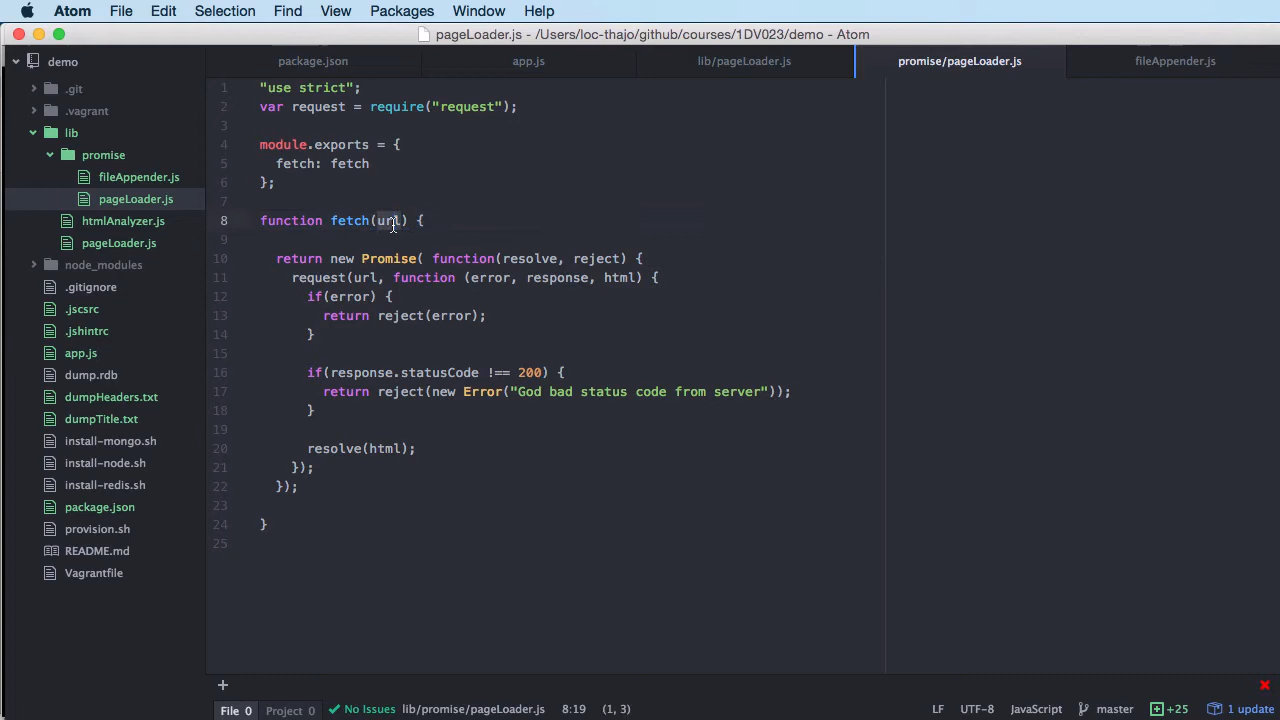 Atom File Edit Selection Find View Packages Window Help
pageLoader.js - /Users/loc-thajo/github/courses/1DV023/demo - Atom
demo
.git
.vagrant
lib
promise
fileAppender.js
pageLoader.js
htmlAnalyzer.js
pageLoader.js
node_modules
.gitignore
.jscsrc
.jshintrc
app.js
dump.rdb
dumpHeaders.txt
dumpTitle.txt
install-mongo.sh
install-node.sh
install-redis.sh
package.json
provision.sh
README.md
Vagrantfile
package.json app.js lib/pageLoader.js promise/pageLoader.js fileAppender.js
1 "use strict";
2 var request = require("request");
3
4 module.exports = {
5 fetch: fetch
6 };
7
8 function fetch(url) {
9
10 return new Promise( function(resolve, reject) {
11 request(url, function (error, response, html) {
12 if(error) {
13 return reject(error);
14 }
15
16 if(response.statusCode !== 200) {
17 return reject(new Error("God bad status code from server"));
18 }
19
20 resolve(html);
21 });
22 });
23
24 }
25
+
File 0 Project 0 No Issues lib/promise/pageLoader.js 8:19 (1, 3) LF UTF-8 JavaScript master +25 1 update